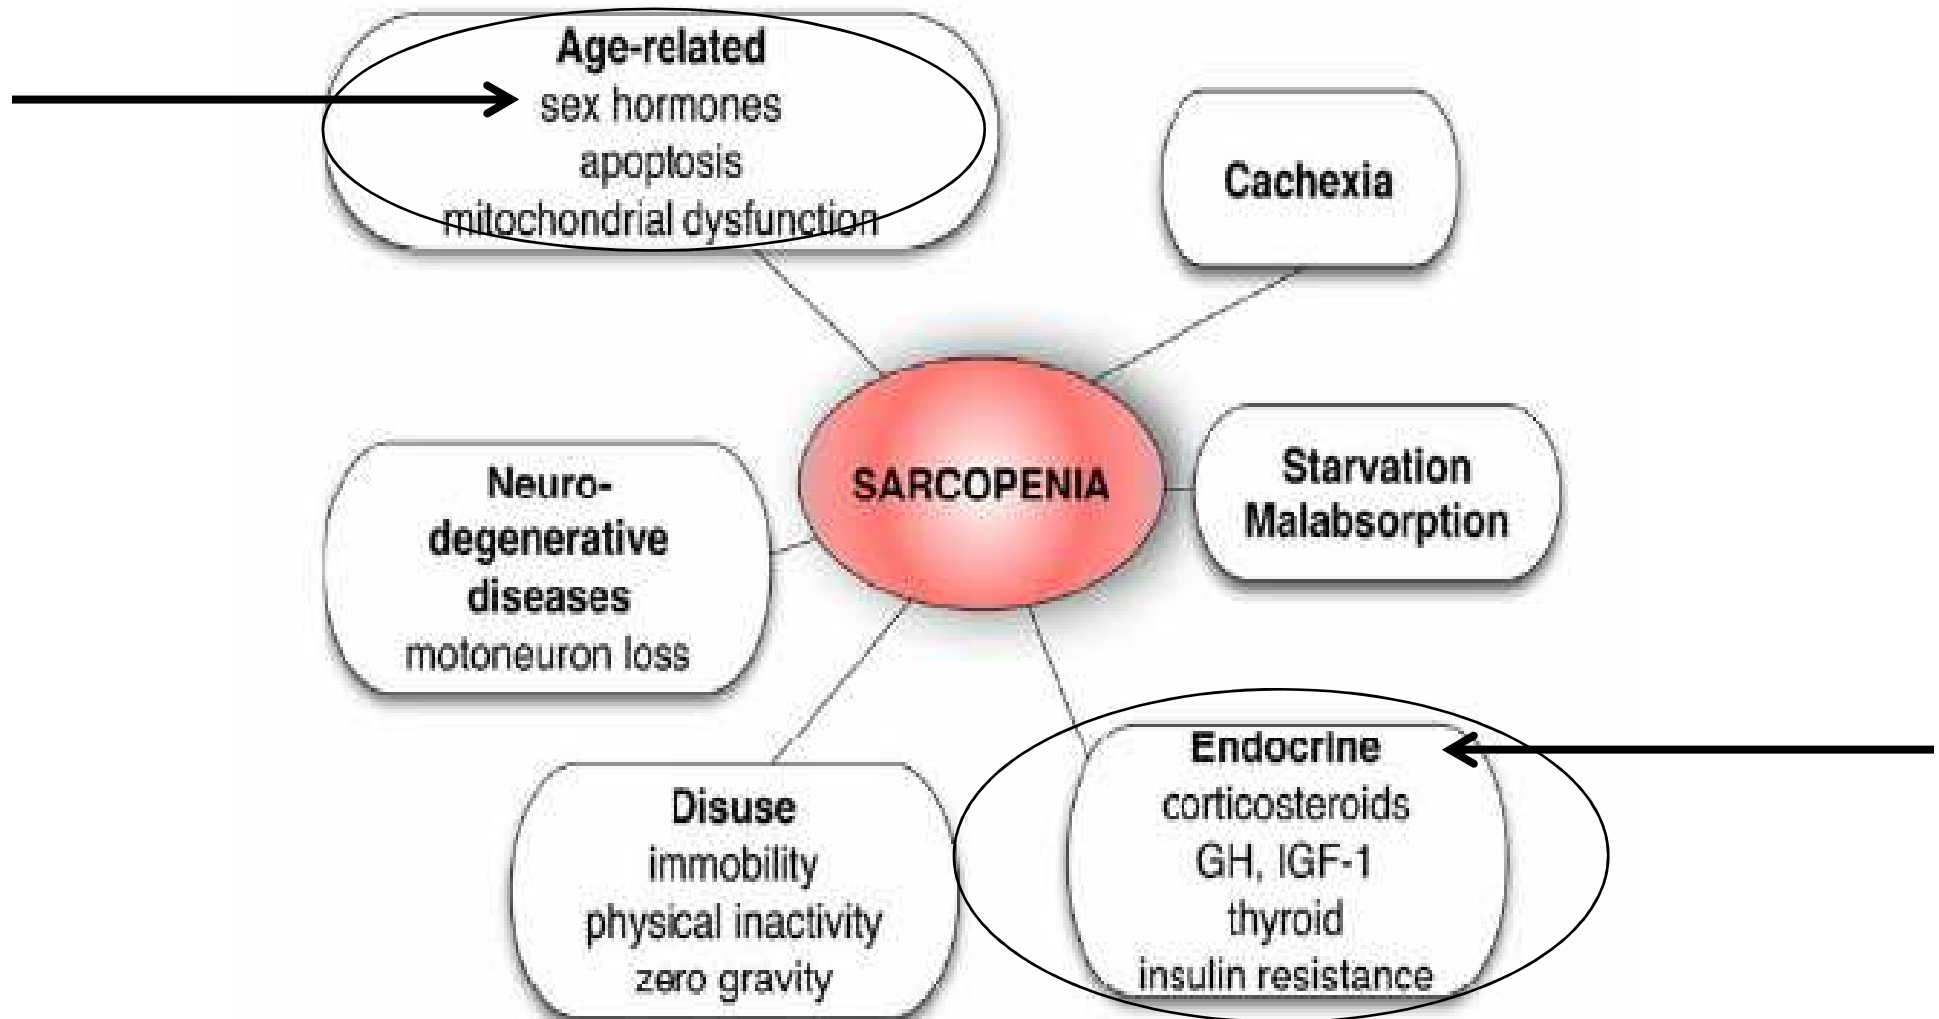 Age-related
sex hormones
apoptosis
mitochondrial dysfunction
Cachexia
SARCOPENIA
Starvation
Malabsorption
Neuro-
degenerative
diseases
motoneuron loss
Disuse
immobility
physical inactivity
zero gravity
Endocrine
corticosteroids
GH, IGF-1
thyroid
insulin resistance